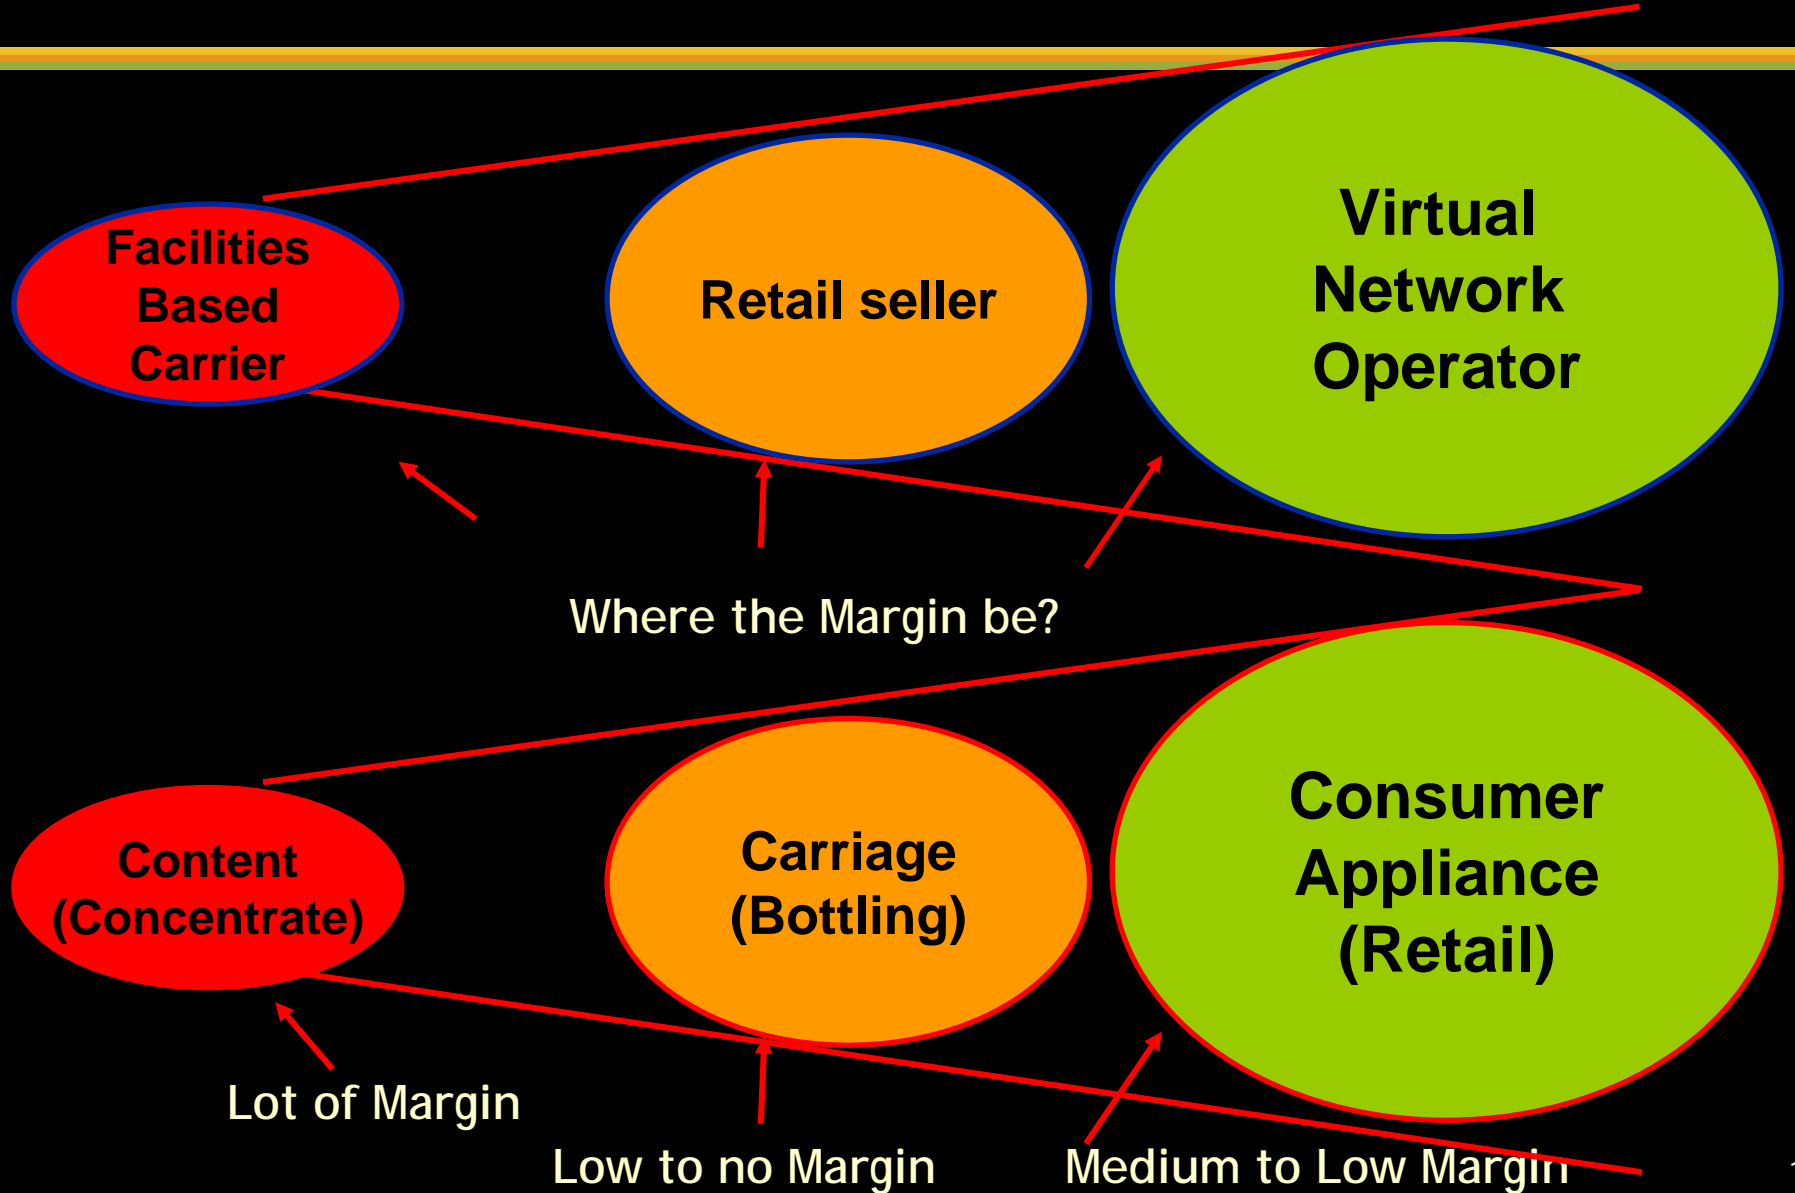 Facilities
Based
Carrier
Retail seller
Virtual
Network
Operator
Where the Margin be?
Content
(Concentrate)
Carriage
(Bottling)
Consumer
Appliance
(Retail)
Lot of Margin
Low to no Margin
Medium to Low Margin